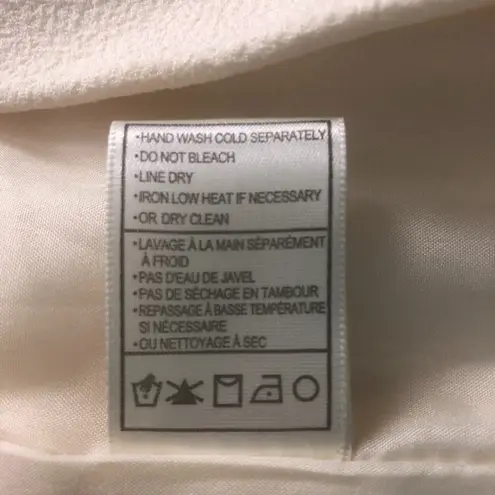 •HAND WASH COLD SEPARATELY
•DO NOT BLEACH
•LINE DRY
•IRON LOW HEAT IF NECESSARY
•OR DRY CLEAN
•LAVAGE À LA MAIN SÉPARÉMENT
À FROID
•PAS D'EAU DE JAVEL
•PAS DE SÉCHAGE EN TAMBOUR
•REPASSAGE À BASSE TEMPÉRATURE
SI NÉCESSAIRE
•OU NETTOYAGE À SEC